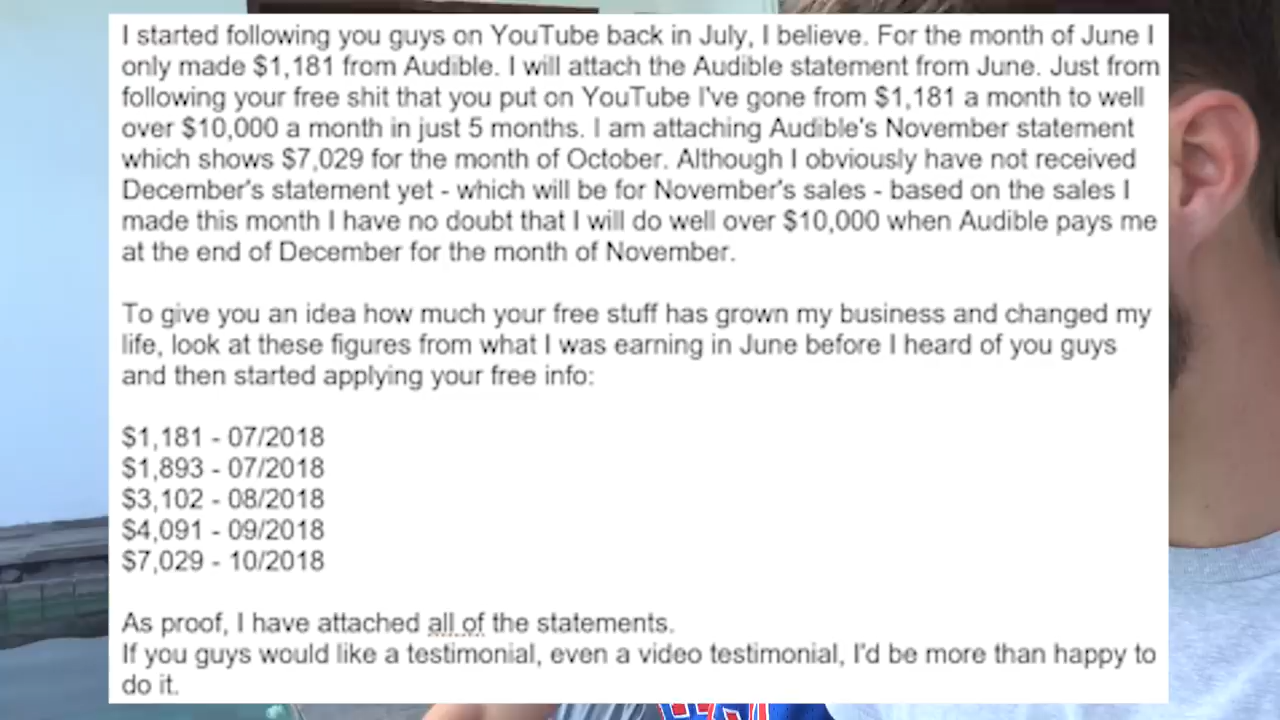 I started following you guys on YouTube back in July, I believe. For the month of June I
only made $1,181 from Audible. I will attach the Audible statement from June. Just from
following your free shit that you put on YouTube I've gone from $1,181 a month to well
over $10,000 a month in just 5 months. I am attaching Audible's November statement
which shows $7,029 for the month of October. Although I obviously have not received
December's statement yet - which will be for November's sales - based on the sales I
made this month I have no doubt that I will do well over $10,000 when Audible pays me
at the end of December for the month of November.
To give you an idea how much your free stuff has grown my business and changed my
life, look at these figures from what I was earning in June before I heard of you guys
and then started applying your free info:
$1,181 - 07/2018
$1,893 - 07/2018
$3,102 - 08/2018
$4,091 - 09/2018
$7,029 - 10/2018
As proof, I have attached all of the statements.
If you guys would like a testimonial, even a video testimonial, I'd be more than happy to
do it.